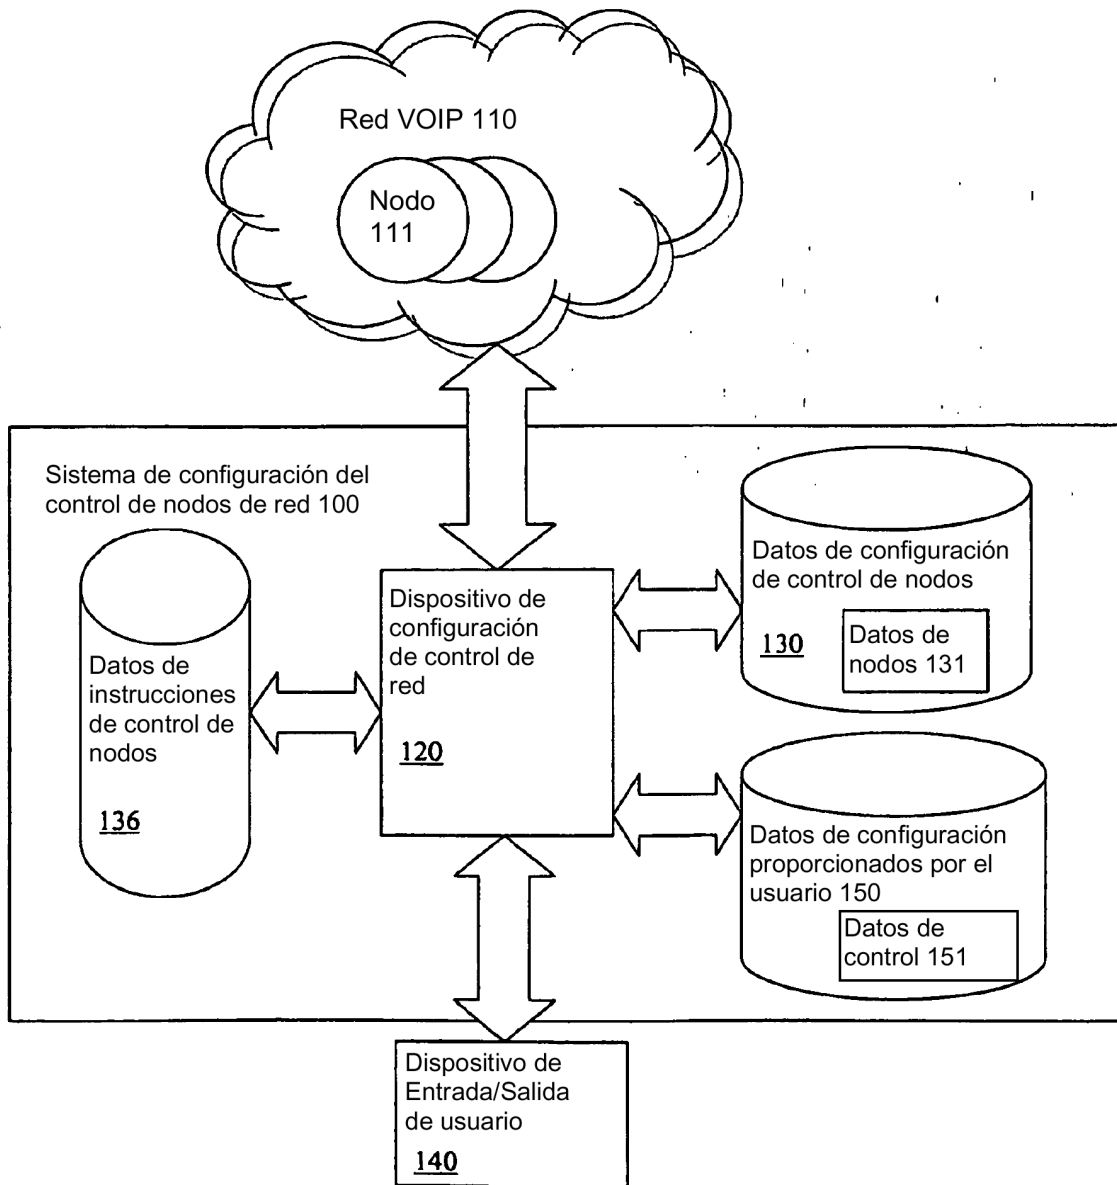 Red VOIP 110
Nodo
111
Sistema de configuración del
control de nodos de red 100
Datos de configuración
de control de nodos
130
Datos de
nodos 131
Dispositivo de
configuración
de control de
red
120
Datos de
instrucciones
de control de
nodos
136
Datos de configuración
proporcionados por el
usuario 150
Datos de
control 151
Dispositivo de
Entrada/Salida
de usuario
140